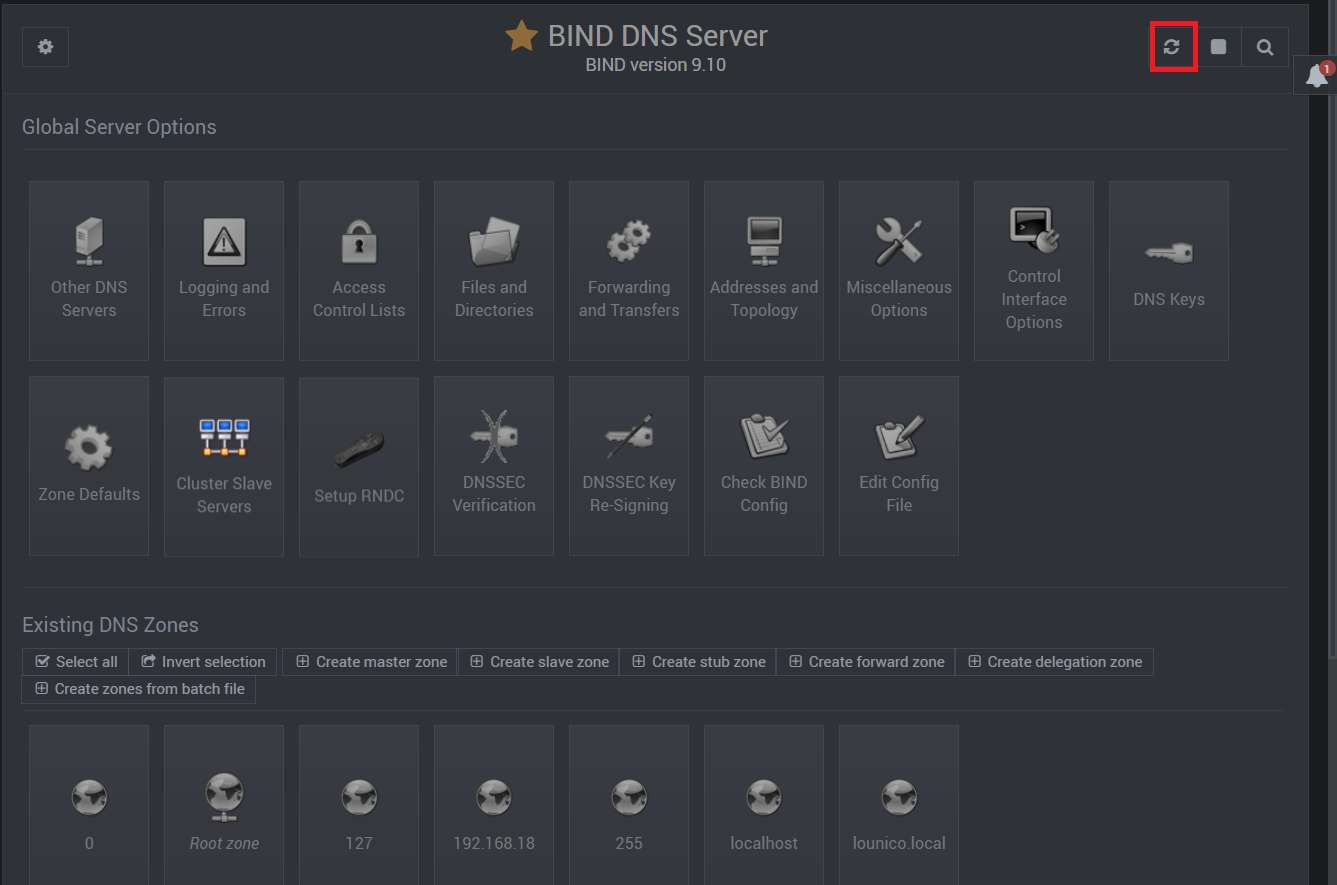 BIND DNS Server
BIND version 9.10
1
Global Server Options
Other DNS
Servers
Logging and
Errors
Access
Control Lists
Files and
Directories
Forwarding
and Transfers
Addresses and
Topology
Miscellaneous
Options
Control
Interface
Options
DNS Keys
Zone Defaults
Cluster Slave
Servers
Setup RNDC
DNSSEC
Verification
DNSSEC Key
Re-Signing
Check BIND
Config
Edit Config
File
Existing DNS Zones
Select all
Invert selection
Create master zone
Create slave zone
Create stub zone
Create forward zone
Create delegation zone
Create zones from batch file
0
Root zone
127
192.168.18
255
localhost
lounico.local